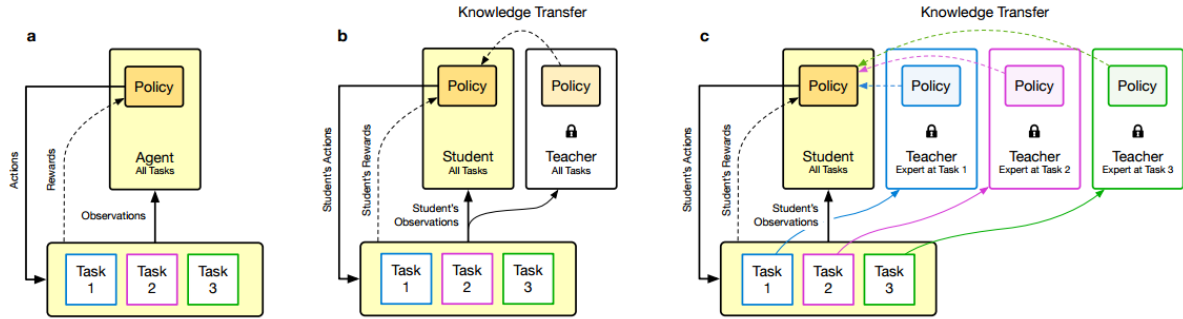 a
Policy
Agent
All Tasks
Actions
Rewards
Observations
Task
1
Task
2
Task
3
b
Knowledge Transfer
Policy
Policy
Student
All Tasks
Teacher
All Tasks
Student's Actions
Student's Rewards
Student's
Observations
Task
1
Task
2
Task
3
c
Knowledge Transfer
Policy
Policy
Policy
Policy
Student
All Tasks
Teacher
Expert at Task 1
Teacher
Expert at Task 2
Teacher
Expert at Task 3
Student's Actions
Student's Rewards
Student's
Observations
Task
1
Task
2
Task
3